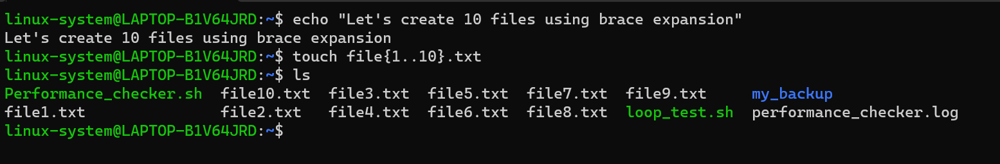 linux-system@LAPTOP-B1V64JRD:~$ echo "Let's create 10 files using brace expansion"
Let's create 10 files using brace expansion
linux-system@LAPTOP-B1V64JRD:~$ touch file{1..10}.txt
linux-system@LAPTOP-B1V64JRD:~$ ls
Performance_checker.sh  file10.txt  file3.txt  file5.txt  file7.txt  file9.txt     my_backup
file1.txt               file2.txt   file4.txt  file6.txt  file8.txt  loop_test.sh  performance_checker.log
linux-system@LAPTOP-B1V64JRD:~$